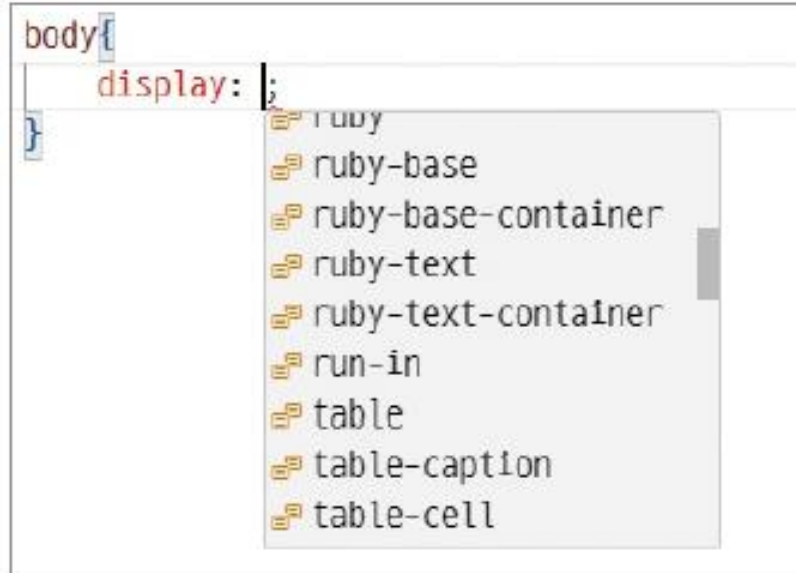 body{
display: ;
}
ruby
ruby-base
ruby-base-container
ruby-text
ruby-text-container
run-in
table
table-caption
table-cell